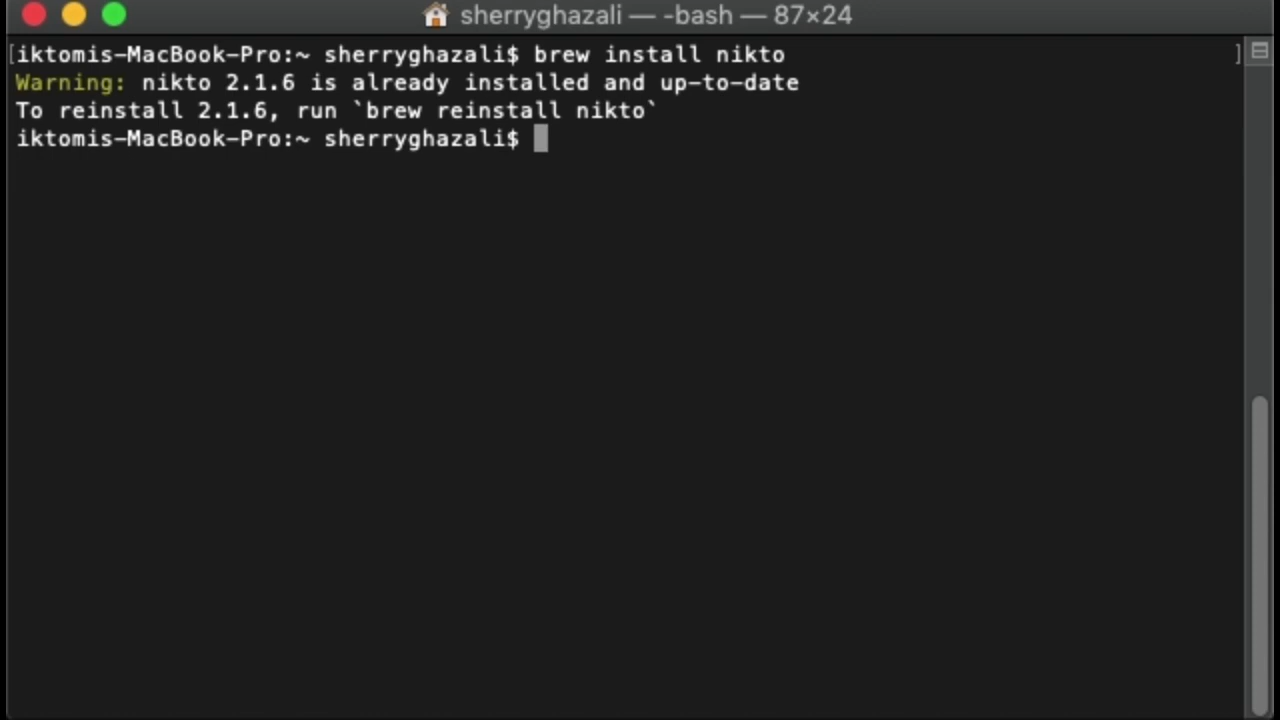 sherryghazali — -bash — 87×24
[iktomis-MacBook-Pro:~ sherryghazali$ brew install nikto ]
Warning: nikto 2.1.6 is already installed and up-to-date
To reinstall 2.1.6, run `brew reinstall nikto`
iktomis-MacBook-Pro:~ sherryghazali$